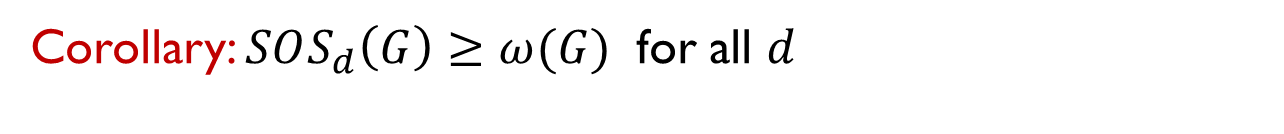 Corollary: 𝑆𝑂𝑆_𝑑(𝐺) ≥ 𝜔(𝐺) for all 𝑑